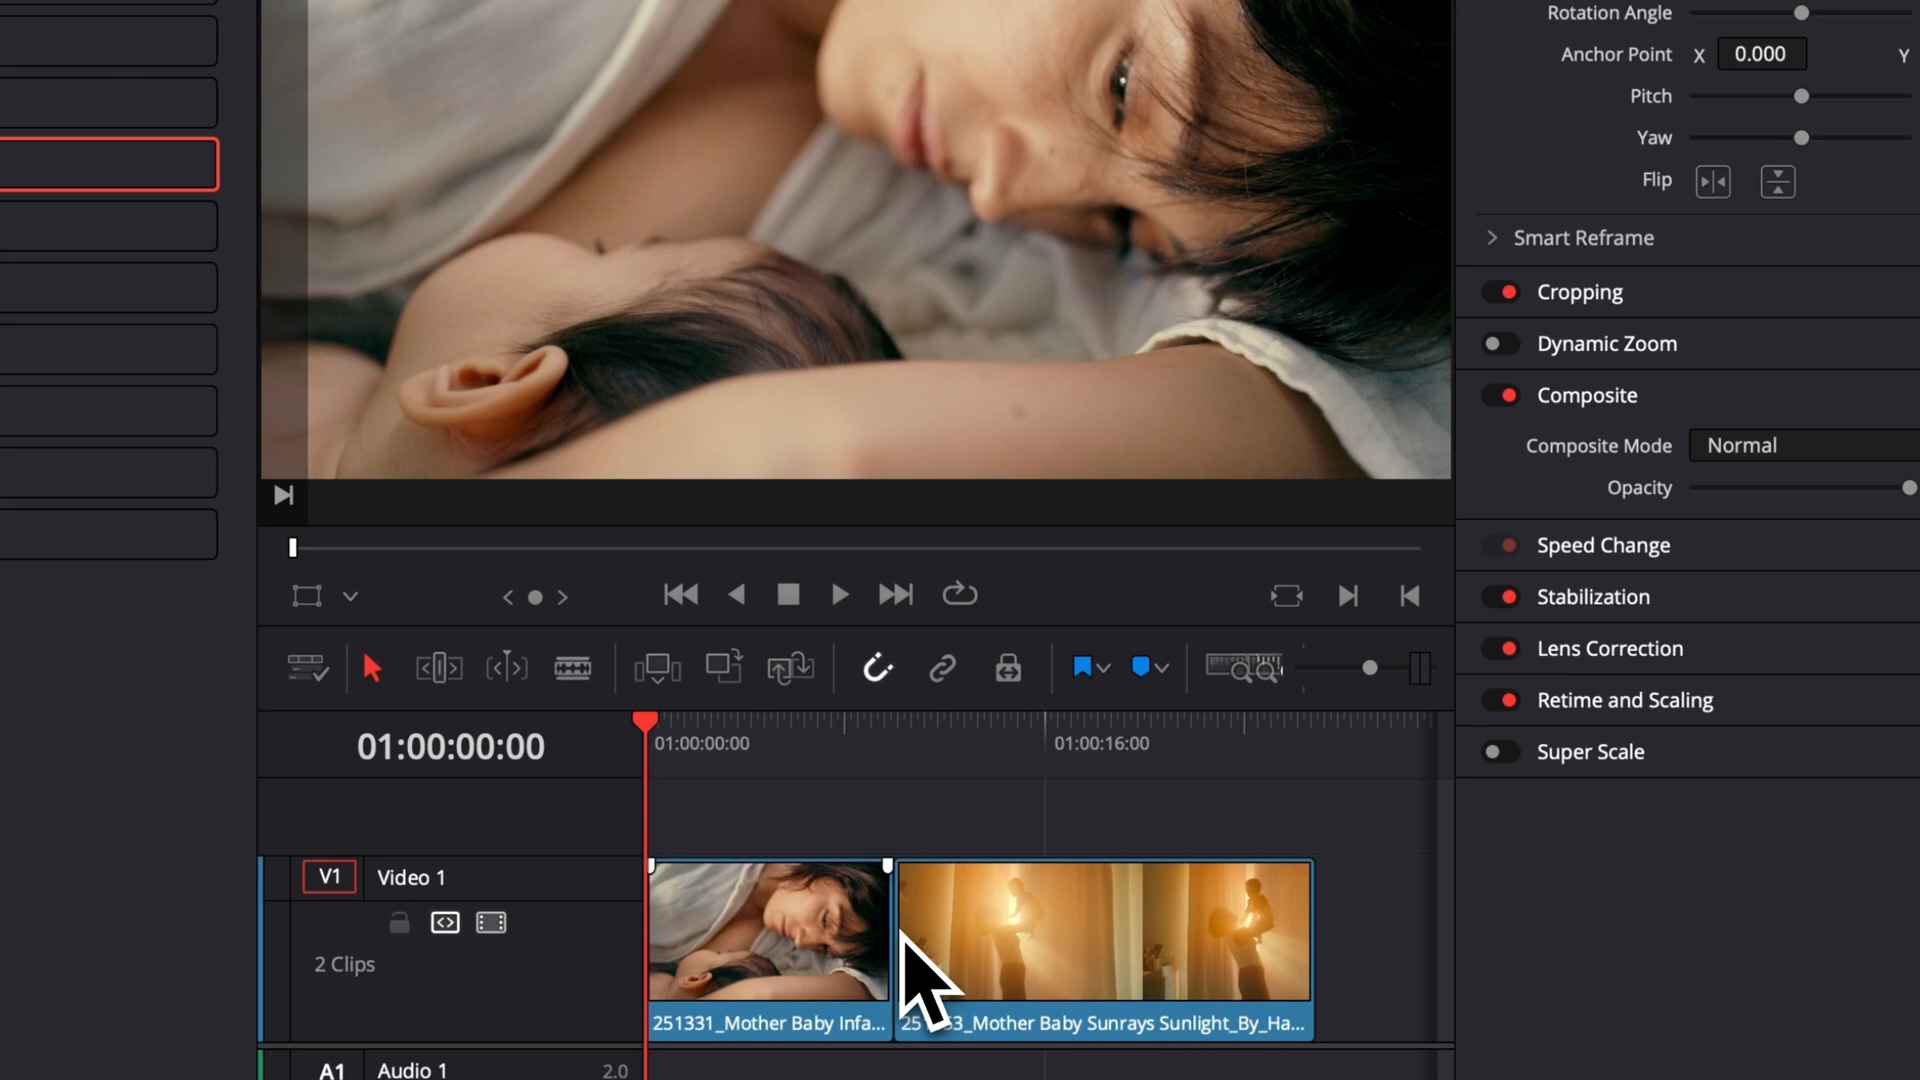 Rotation Angle
Anchor Point X 0.000 Y
Pitch
Yaw
Flip
Smart Reframe
Cropping
Dynamic Zoom
Composite
Composite Mode Normal
Opacity
Speed Change
Stabilization
Lens Correction
Retime and Scaling
Super Scale
01:00:00:00
01:00:00:00
01:00:16:00
V1 Video 1
2 Clips
251331_Mother Baby Infa...
_Mother Baby Sunrays Sunlight_By_Ha...
A1 Audio 1 2.0